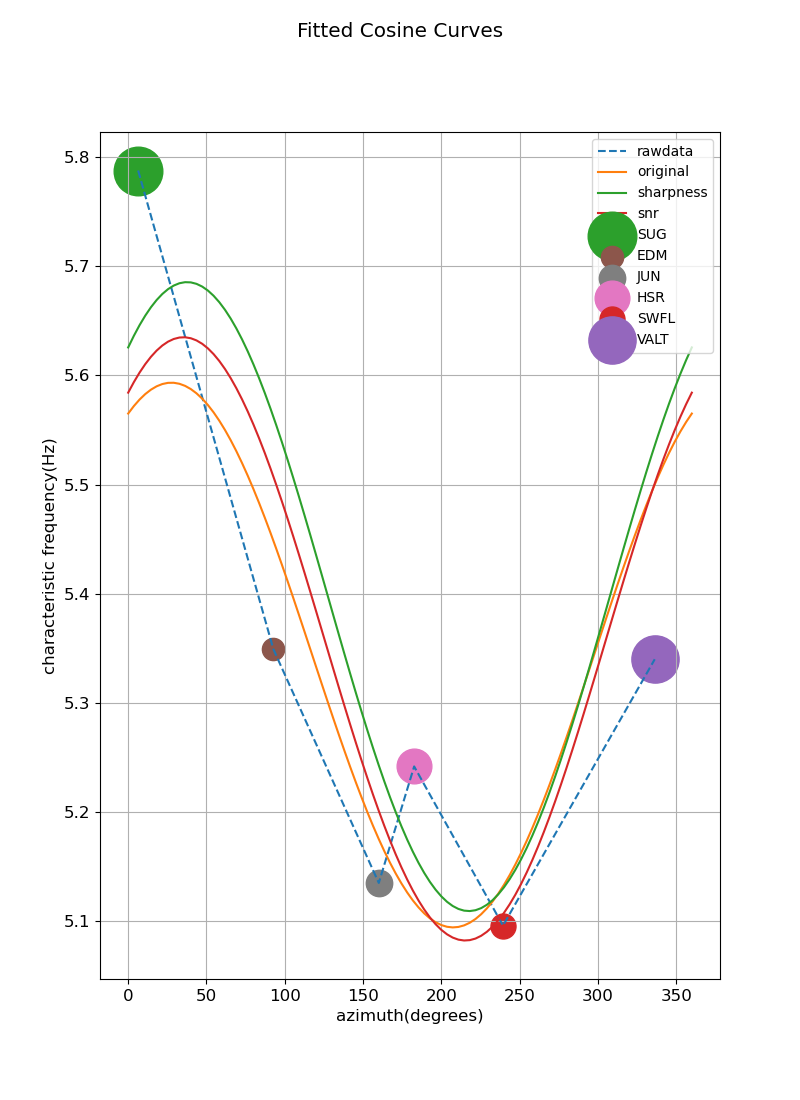 Fitted Cosine Curves
5.8
5.7
5.6
5.5
5.4
5.3
5.2
5.1
characteristic frequency(Hz)
rawdata
original
sharpness
snr
SUG
EDM
JUN
HSR
SWFL
VALT
0 50 100 150 200 250 300 350
azimuth(degrees)